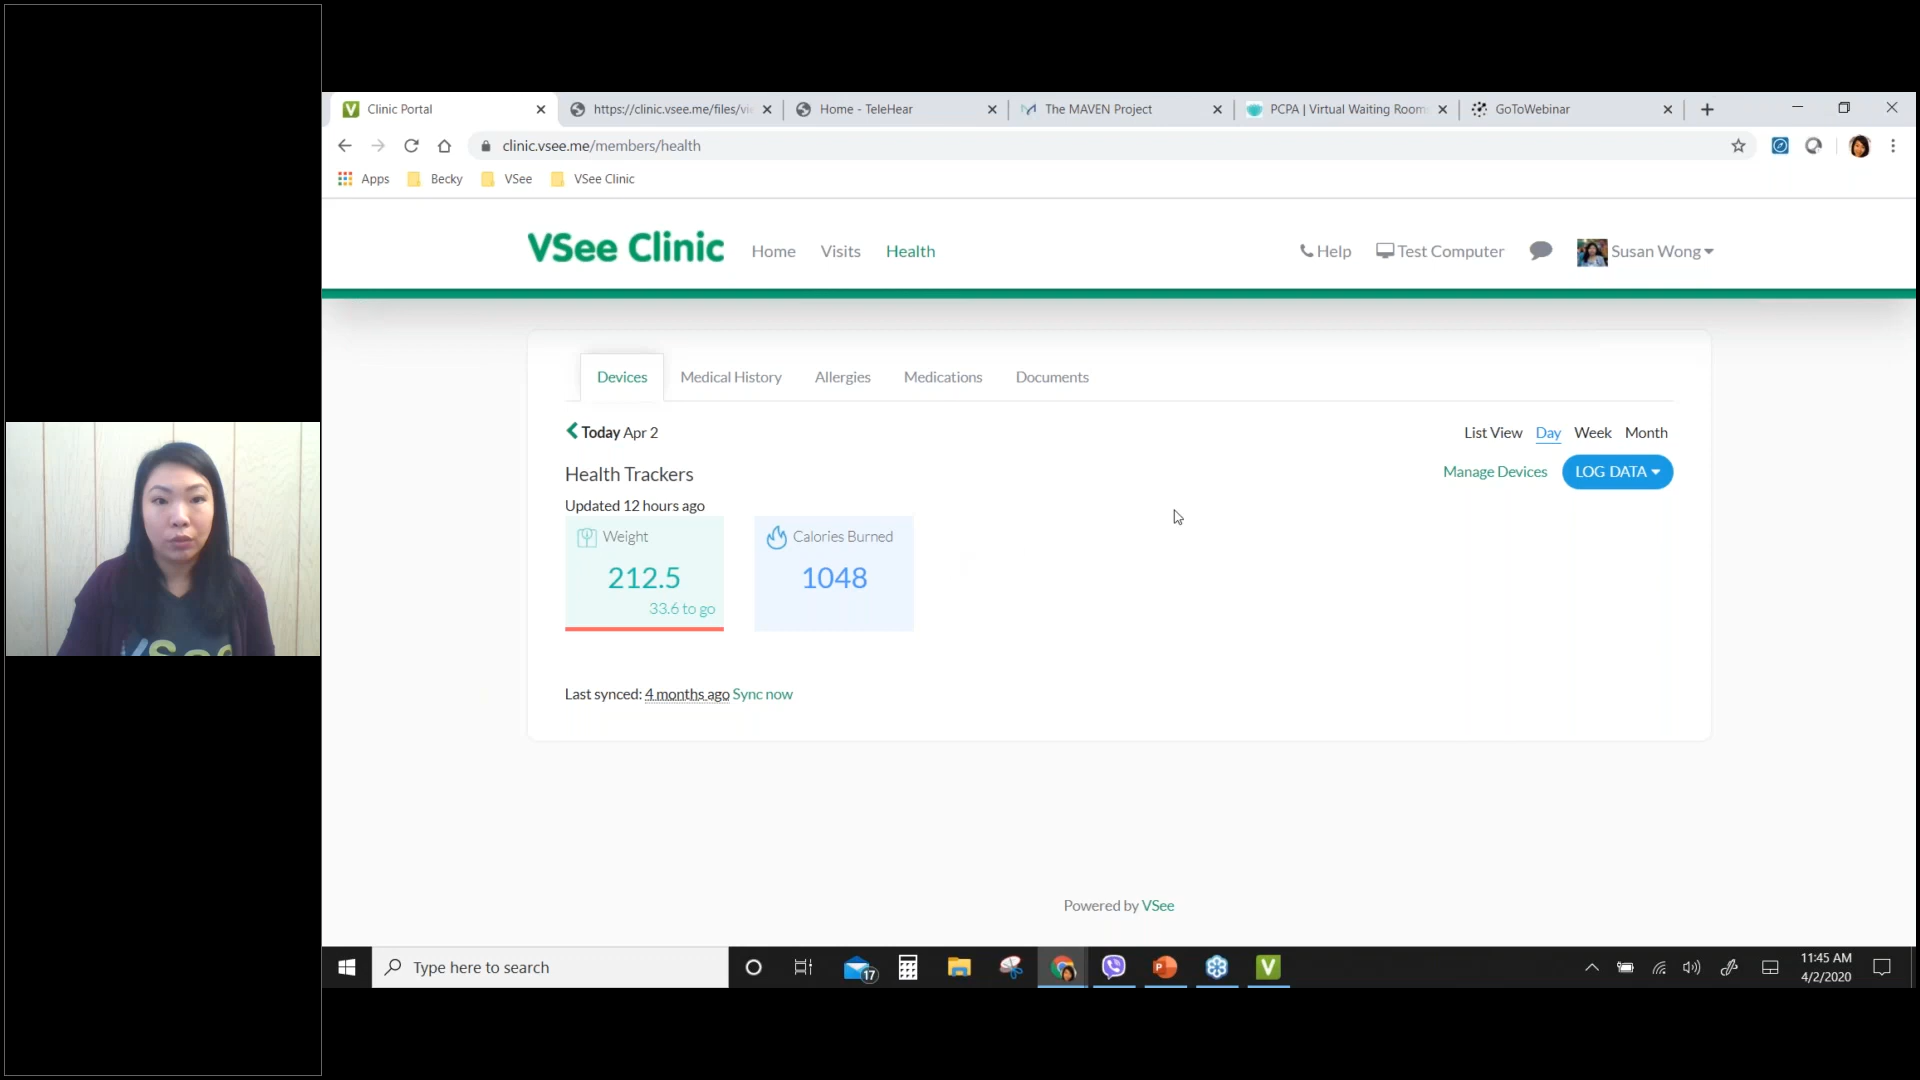 Clinic Portal
https://clinic.vsee.me/files/vi
Home - TeleHear
The MAVEN Project
PCPA | Virtual Waiting Room
GoToWebinar
clinic.vsee.me/members/health
Apps
Becky
VSee
VSee Clinic
VSee Clinic
Home
Visits
Health
Help
Test Computer
Susan Wong
Devices
Medical History
Allergies
Medications
Documents
Today Apr 2
List View
Day
Week
Month
Health Trackers
Manage Devices
LOG DATA
Updated 12 hours ago
Weight
212.5
33.6 to go
Calories Burned
1048
Last synced: 4 months ago Sync now
Powered by VSee
Type here to search
17
11:45 AM
4/2/2020